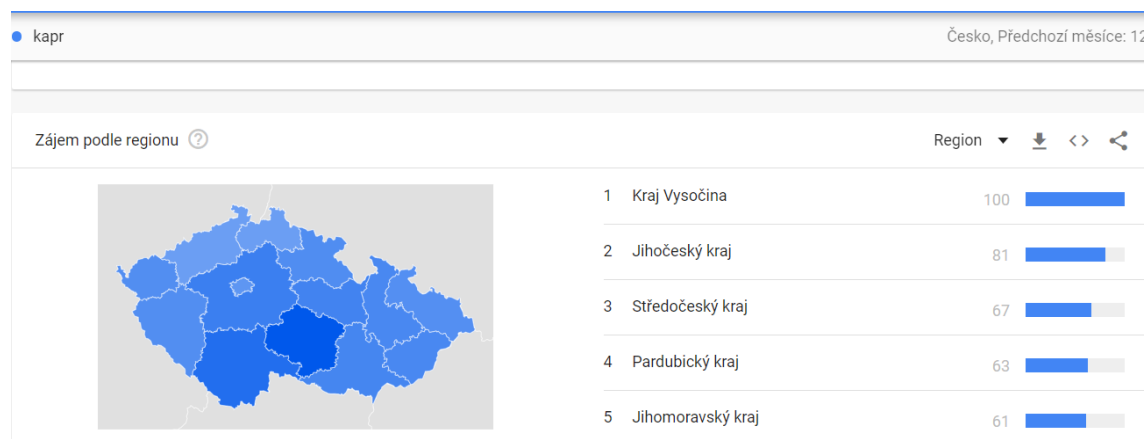 kapr
Česko, Předchozí měsíce: 12
Zájem podle regionu ?
Region
1 Kraj Vysočina 100
2 Jihočeský kraj 81
3 Středočeský kraj 67
4 Pardubický kraj 63
5 Jihomoravský kraj 61